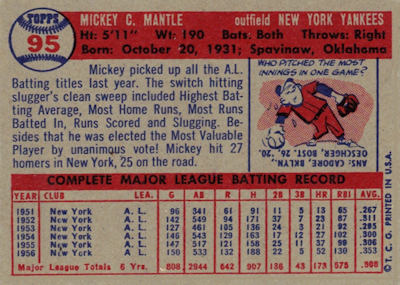 TOPPS
95
MICKEY C. MANTLE
outfield NEW YORK YANKEES
Ht: 5'11" Wt: 190 Bats: Both Throws: Right
Born: October 20, 1931; Spavinaw, Oklahoma
Mickey picked up all the A.L.
Batting titles last year. The switch hitting
slugger's clean sweep included Highest Bat-
ting Average, Most Home Runs, Most Runs
Batted In, Runs Scored and Slugging. Be-
sides that he was elected the Most Valuable
Player by unanimous vote! Mickey hit 27
homers in New York, 25 on the road.
WHO PITCHED THE MOST
INNINGS IN ONE GAME?
ANS: CADORE, BKLYN.,
OESCHGER, BOST. 26, '20.
COMPLETE MAJOR LEAGUE BATTING RECORD
YEAR CLUB LEA. G AB R H 2B 3B HR RBI AVG.
1951 New York A. L. 96 341 61 91 11 5 13 65 .267
1952 New York A. L. 142 549 94 171 37 7 23 87 .311
1953 New York A. L. 127 461 105 136 24 3 21 92 .295
1954 New York A. L. 146 543 129 163 17 12 27 102 .300
1955 New York A. L. 147 517 121 158 25 11 37 99 .306
1956 New York A. L. 150 533 132 188 22 5 52 130 .353
Major League Totals 6 Yrs. 808 2944 642 907 136 43 173 575 .308
© T. C. G. PRINTED IN U.S.A.